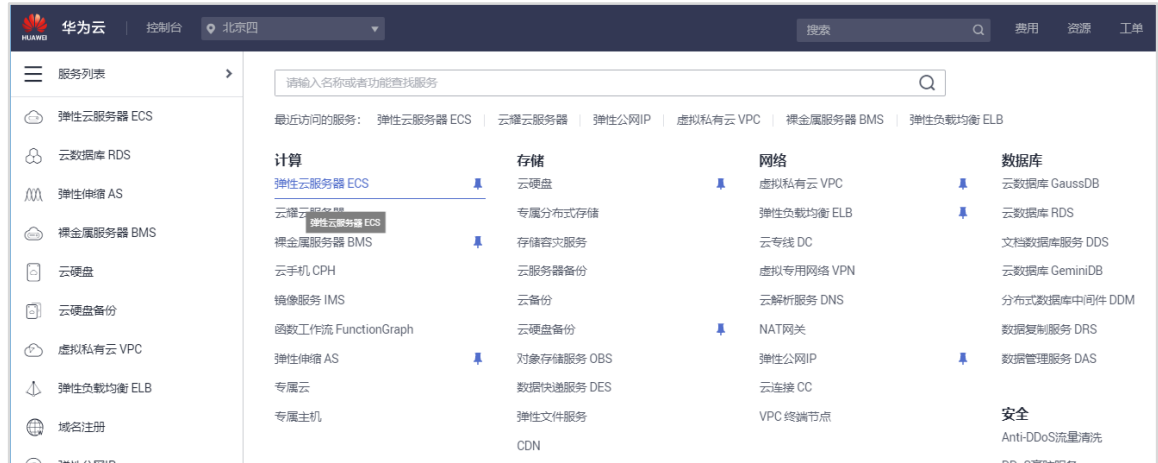 HUAWEI 华为云 控制台 北京四 搜索 费用 资源 工单
服务列表
弹性云服务器 ECS
云数据库 RDS
弹性伸缩 AS
裸金属服务器 BMS
云硬盘
云硬盘备份
虚拟私有云 VPC
弹性负载均衡 ELB
域名注册
请输入名称或者功能查找服务
最近访问的服务: 弹性云服务器 ECS 云耀云服务器 弹性公网IP 虚拟私有云 VPC 裸金属服务器 BMS 弹性负载均衡 ELB
计算
弹性云服务器 ECS
云耀云服务器
弹性云服务器 ECS
裸金属服务器 BMS
云手机 CPH
镜像服务 IMS
函数工作流 FunctionGraph
弹性伸缩 AS
专属云
专属主机
存储
云硬盘
专属分布式存储
存储容灾服务
云服务器备份
云备份
云硬盘备份
对象存储服务 OBS
数据快递服务 DES
弹性文件服务
CDN
网络
虚拟私有云 VPC
弹性负载均衡 ELB
云专线 DC
虚拟专用网络 VPN
云解析服务 DNS
NAT网关
弹性公网IP
云连接 CC
VPC 终端节点
数据库
云数据库 GaussDB
云数据库 RDS
文档数据库服务 DDS
云数据库 GeminiDB
分布式数据库中间件 DDM
数据复制服务 DRS
数据管理服务 DAS
安全
Anti-DDoS流量清洗